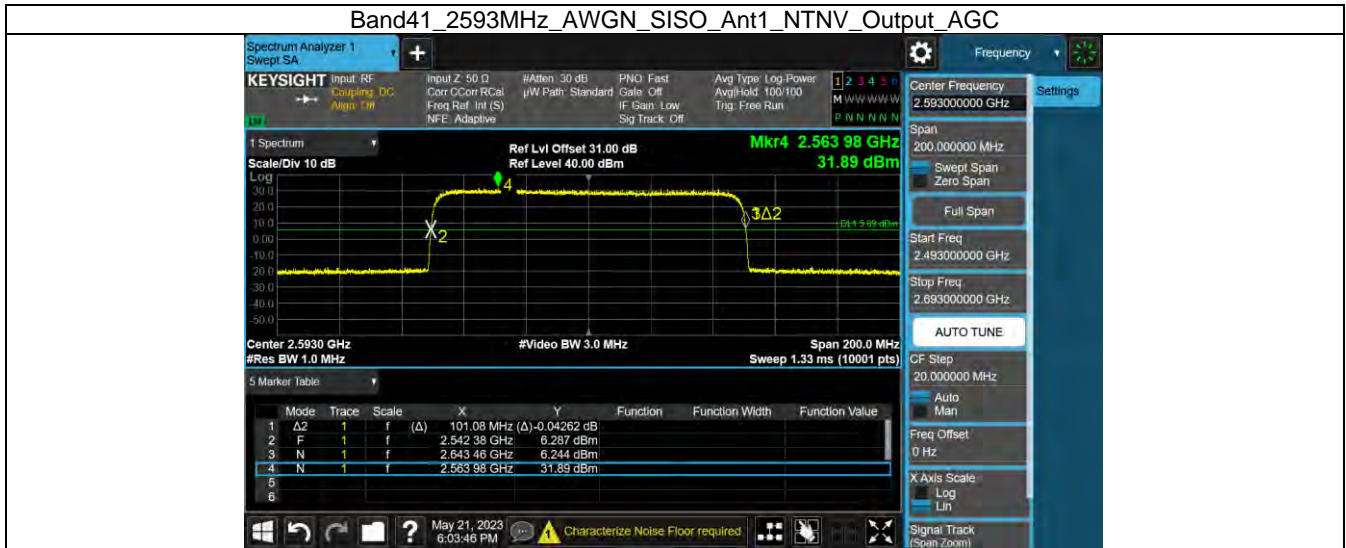 Band41_2593MHz_AWGN_SISO_Ant1_NTNV_Output_AGC
Spectrum Analyzer 1
Swept SA
Frequency
KEYSIGHT
Input: RF
Coupling: DC
Align: Off
Input Z: 50 Ω
Corr CCorr RCal
Freq Ref: Int (S)
NFE: Adaptive
#Atten: 30 dB
µW Path: Standard
PNO: Fast
Gate: Off
IF Gain: Low
Sig Track: Off
Avg Type: Log-Power
Avg|Hold: 100/100
Trig: Free Run
1 2 3 4 5 6
M W W W W W
P N N N N N
Center Frequency
2.593000000 GHz
Settings
Span
200.000000 MHz
Swept Span
Zero Span
Full Span
Start Freq
2.493000000 GHz
Stop Freq
2.693000000 GHz
AUTO TUNE
CF Step
20.000000 MHz
Auto
Man
Freq Offset
0 Hz
X Axis Scale
Log
Lin
Signal Track
(Span Zoom)
1 Spectrum
Scale/Div 10 dB
Ref Lvl Offset 31.00 dB
Ref Level 40.00 dBm
Mkr4 2.563 98 GHz
31.89 dBm
Log
30.0
20.0
10.0
0.00
-10.0
-20.0
-30.0
-40.0
-50.0
4
X2
3Δ2
DL1 5.89 dBm
Center 2.5930 GHz
#Res BW 1.0 MHz
#Video BW 3.0 MHz
Span 200.0 MHz
Sweep 1.33 ms (10001 pts)
5 Marker Table
Mode Trace Scale X Y Function Function Width Function Value
1 Δ2 1 f (Δ) 101.08 MHz (Δ) -0.04262 dB
2 F 1 f 2.542 38 GHz 6.287 dBm
3 N 1 f 2.643 46 GHz 6.244 dBm
4 N 1 f 2.563 98 GHz 31.89 dBm
5
6
?
May 21, 2023
6:03:46 PM
Characterize Noise Floor required